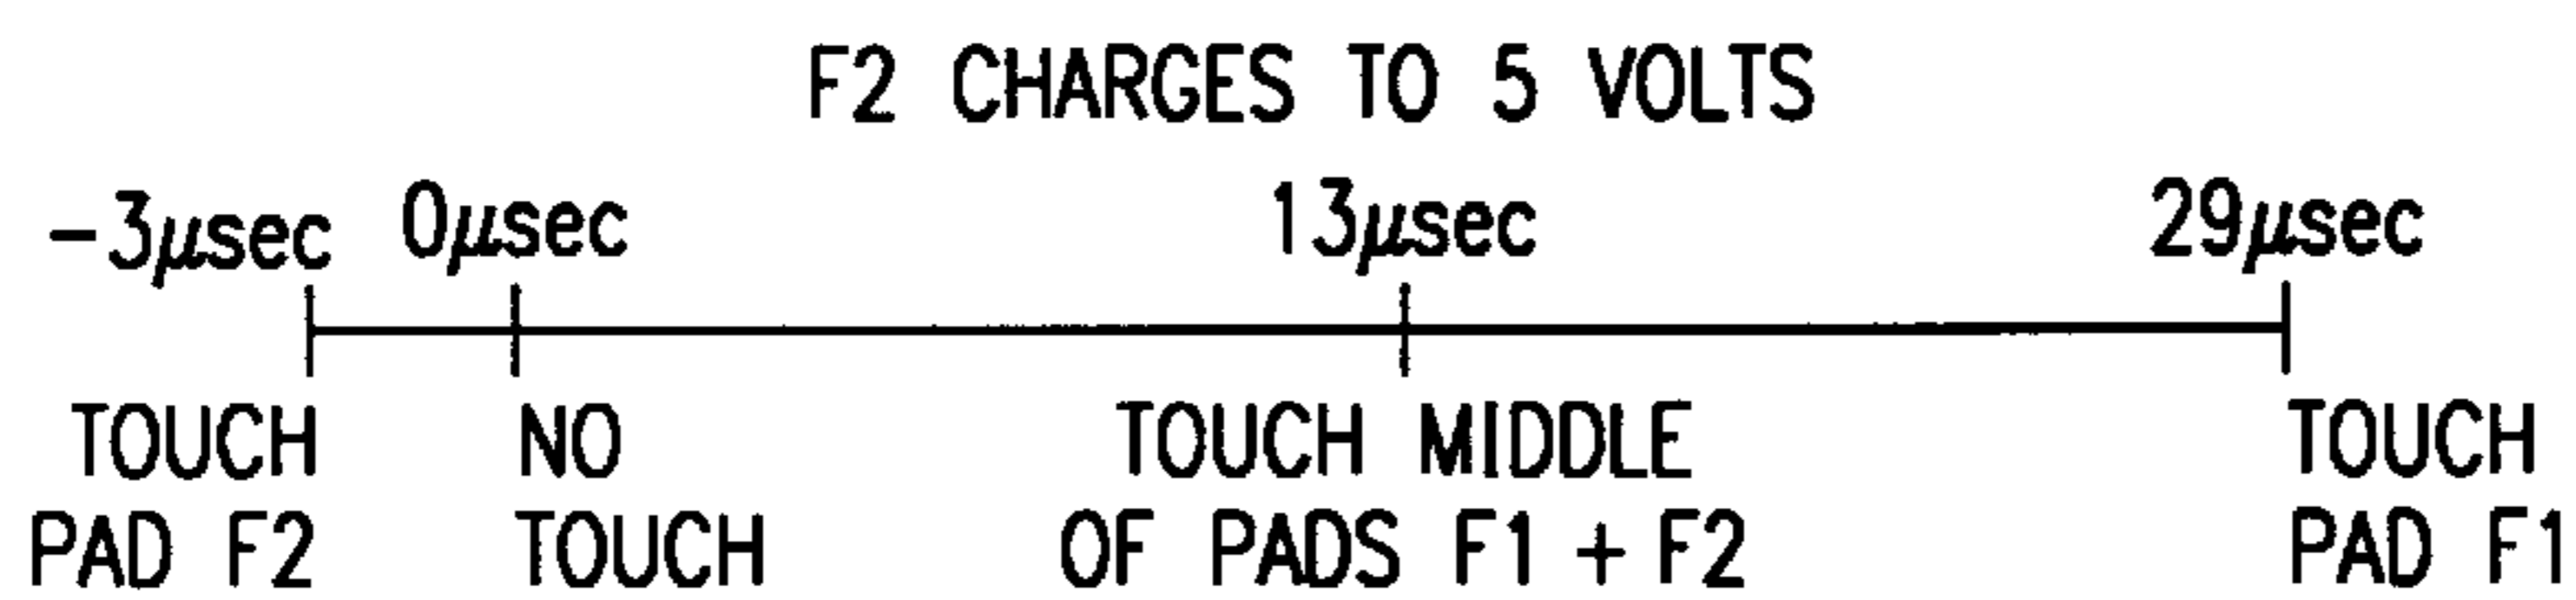 F2 CHARGES TO 5 VOLTS
-3μsec 0μsec 13μsec 29μsec
TOUCH NO TOUCH MIDDLE TOUCH
PAD F2 TOUCH OF PADS F1 + F2 PAD F1